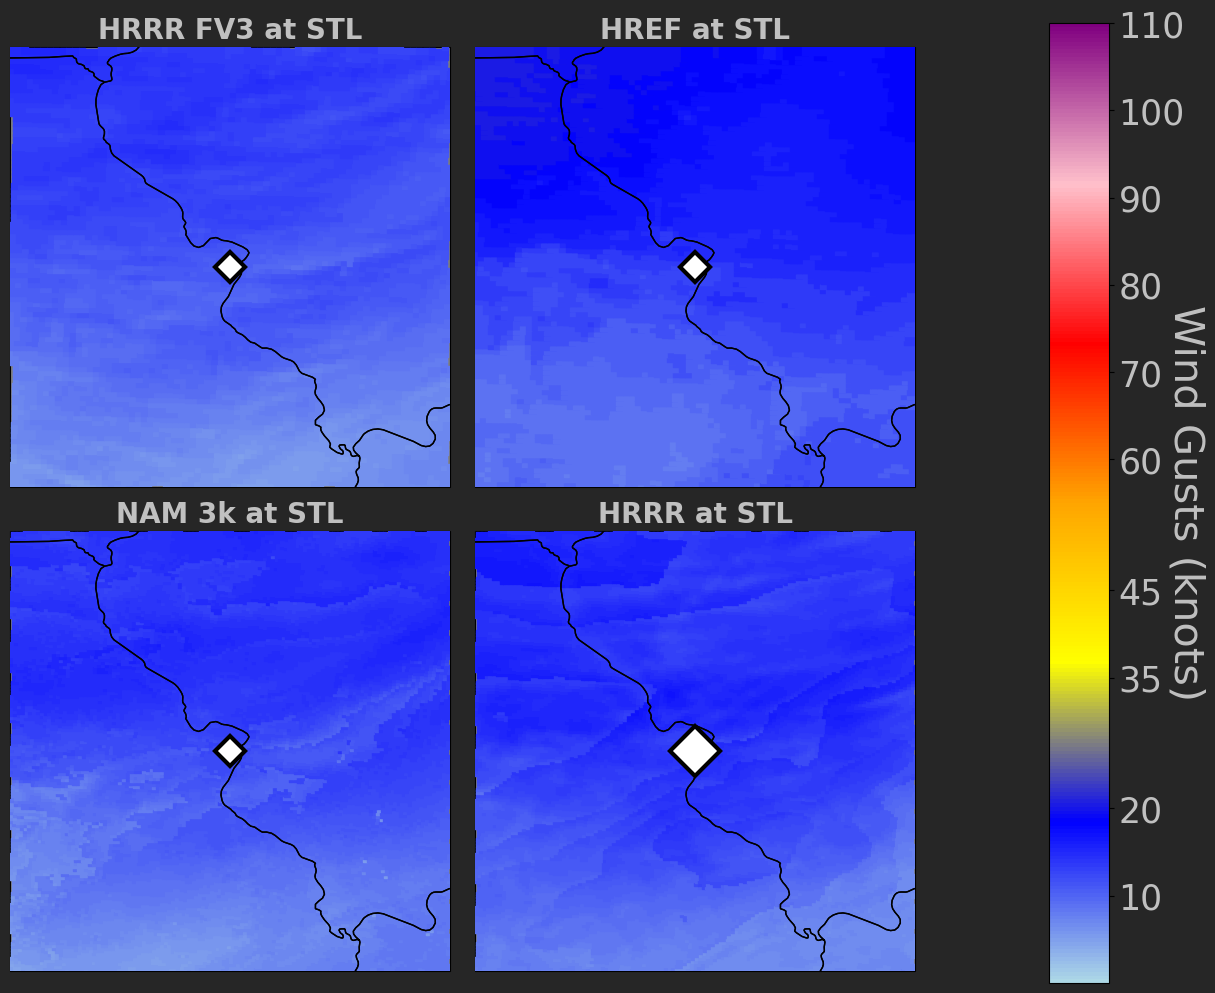 HRRR FV3 at STL
HREF at STL
NAM 3k at STL
HRRR at STL
110
100
90
80
70
60
45
35
20
10
Wind Gusts (knots)